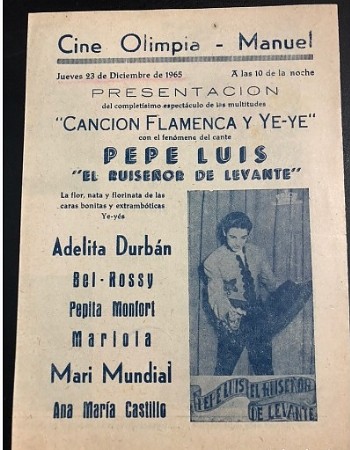 Cine Olimpia - Manuel
Jueves 23 de Diciembre de 1965 A las 10 de la noche
PRESENTACION
del completísimo espectáculo de las multitudes
"CANCION FLAMENCA Y YE-YE"
con el fenómeno del cante
PEPE LUIS
"EL RUISEÑOR DE LEVANTE"
La flor, nata y florinata de las
caras bonitas y extrambóticas
Ye-yés
Adelita Durbán
Bel-Rossy
Pepita Monfort
Mariola
Mari Mundial
Ana María Castillo
PEPE LUIS EL RUISEÑOR
DE LEVANTE